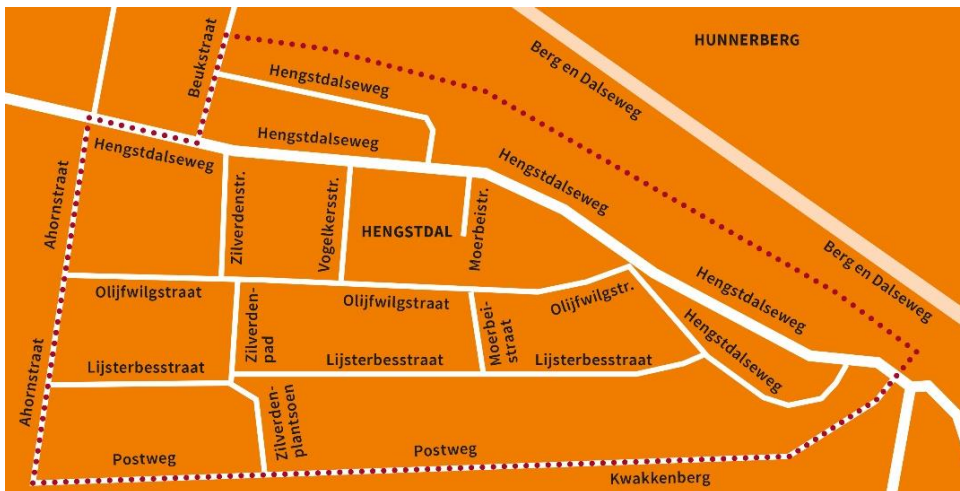 HUNNERBERG
Berg en Dalseweg
Beukstraat
Hengstdalseweg
Hengstdalseweg
Hengstdalseweg
Hengstdalseweg
Ahornstraat
Zilverdenstr.
Vogelkersstr.
HENGSTDAL
Moerbeistr.
Berg en Dalseweg
Hengstdalseweg
Olijfwilgstraat
Olijfwilgstraat
Olijfwilgstr.
Hengstdalseweg
Ahornstraat
Lijsterbesstraat
Zilverden-
pad
Lijsterbesstraat
Moerbei-
straat
Lijsterbesstraat
Zilverden-
plantsoen
Postweg
Postweg
Kwakkenberg